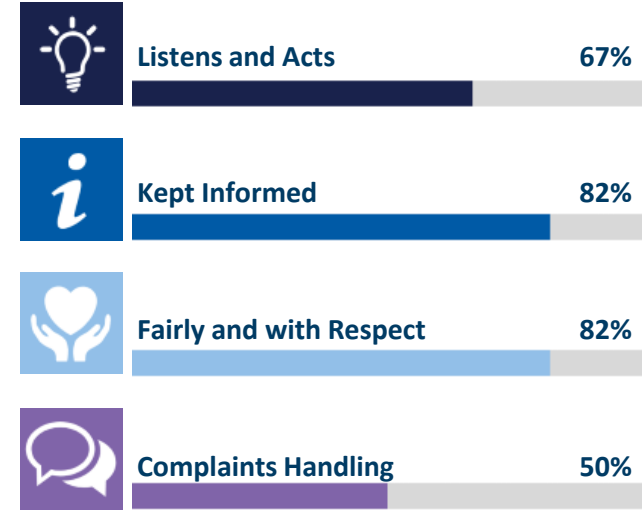 Listens and Acts 67%
Kept Informed 82%
Fairly and with Respect 82%
Complaints Handling 50%